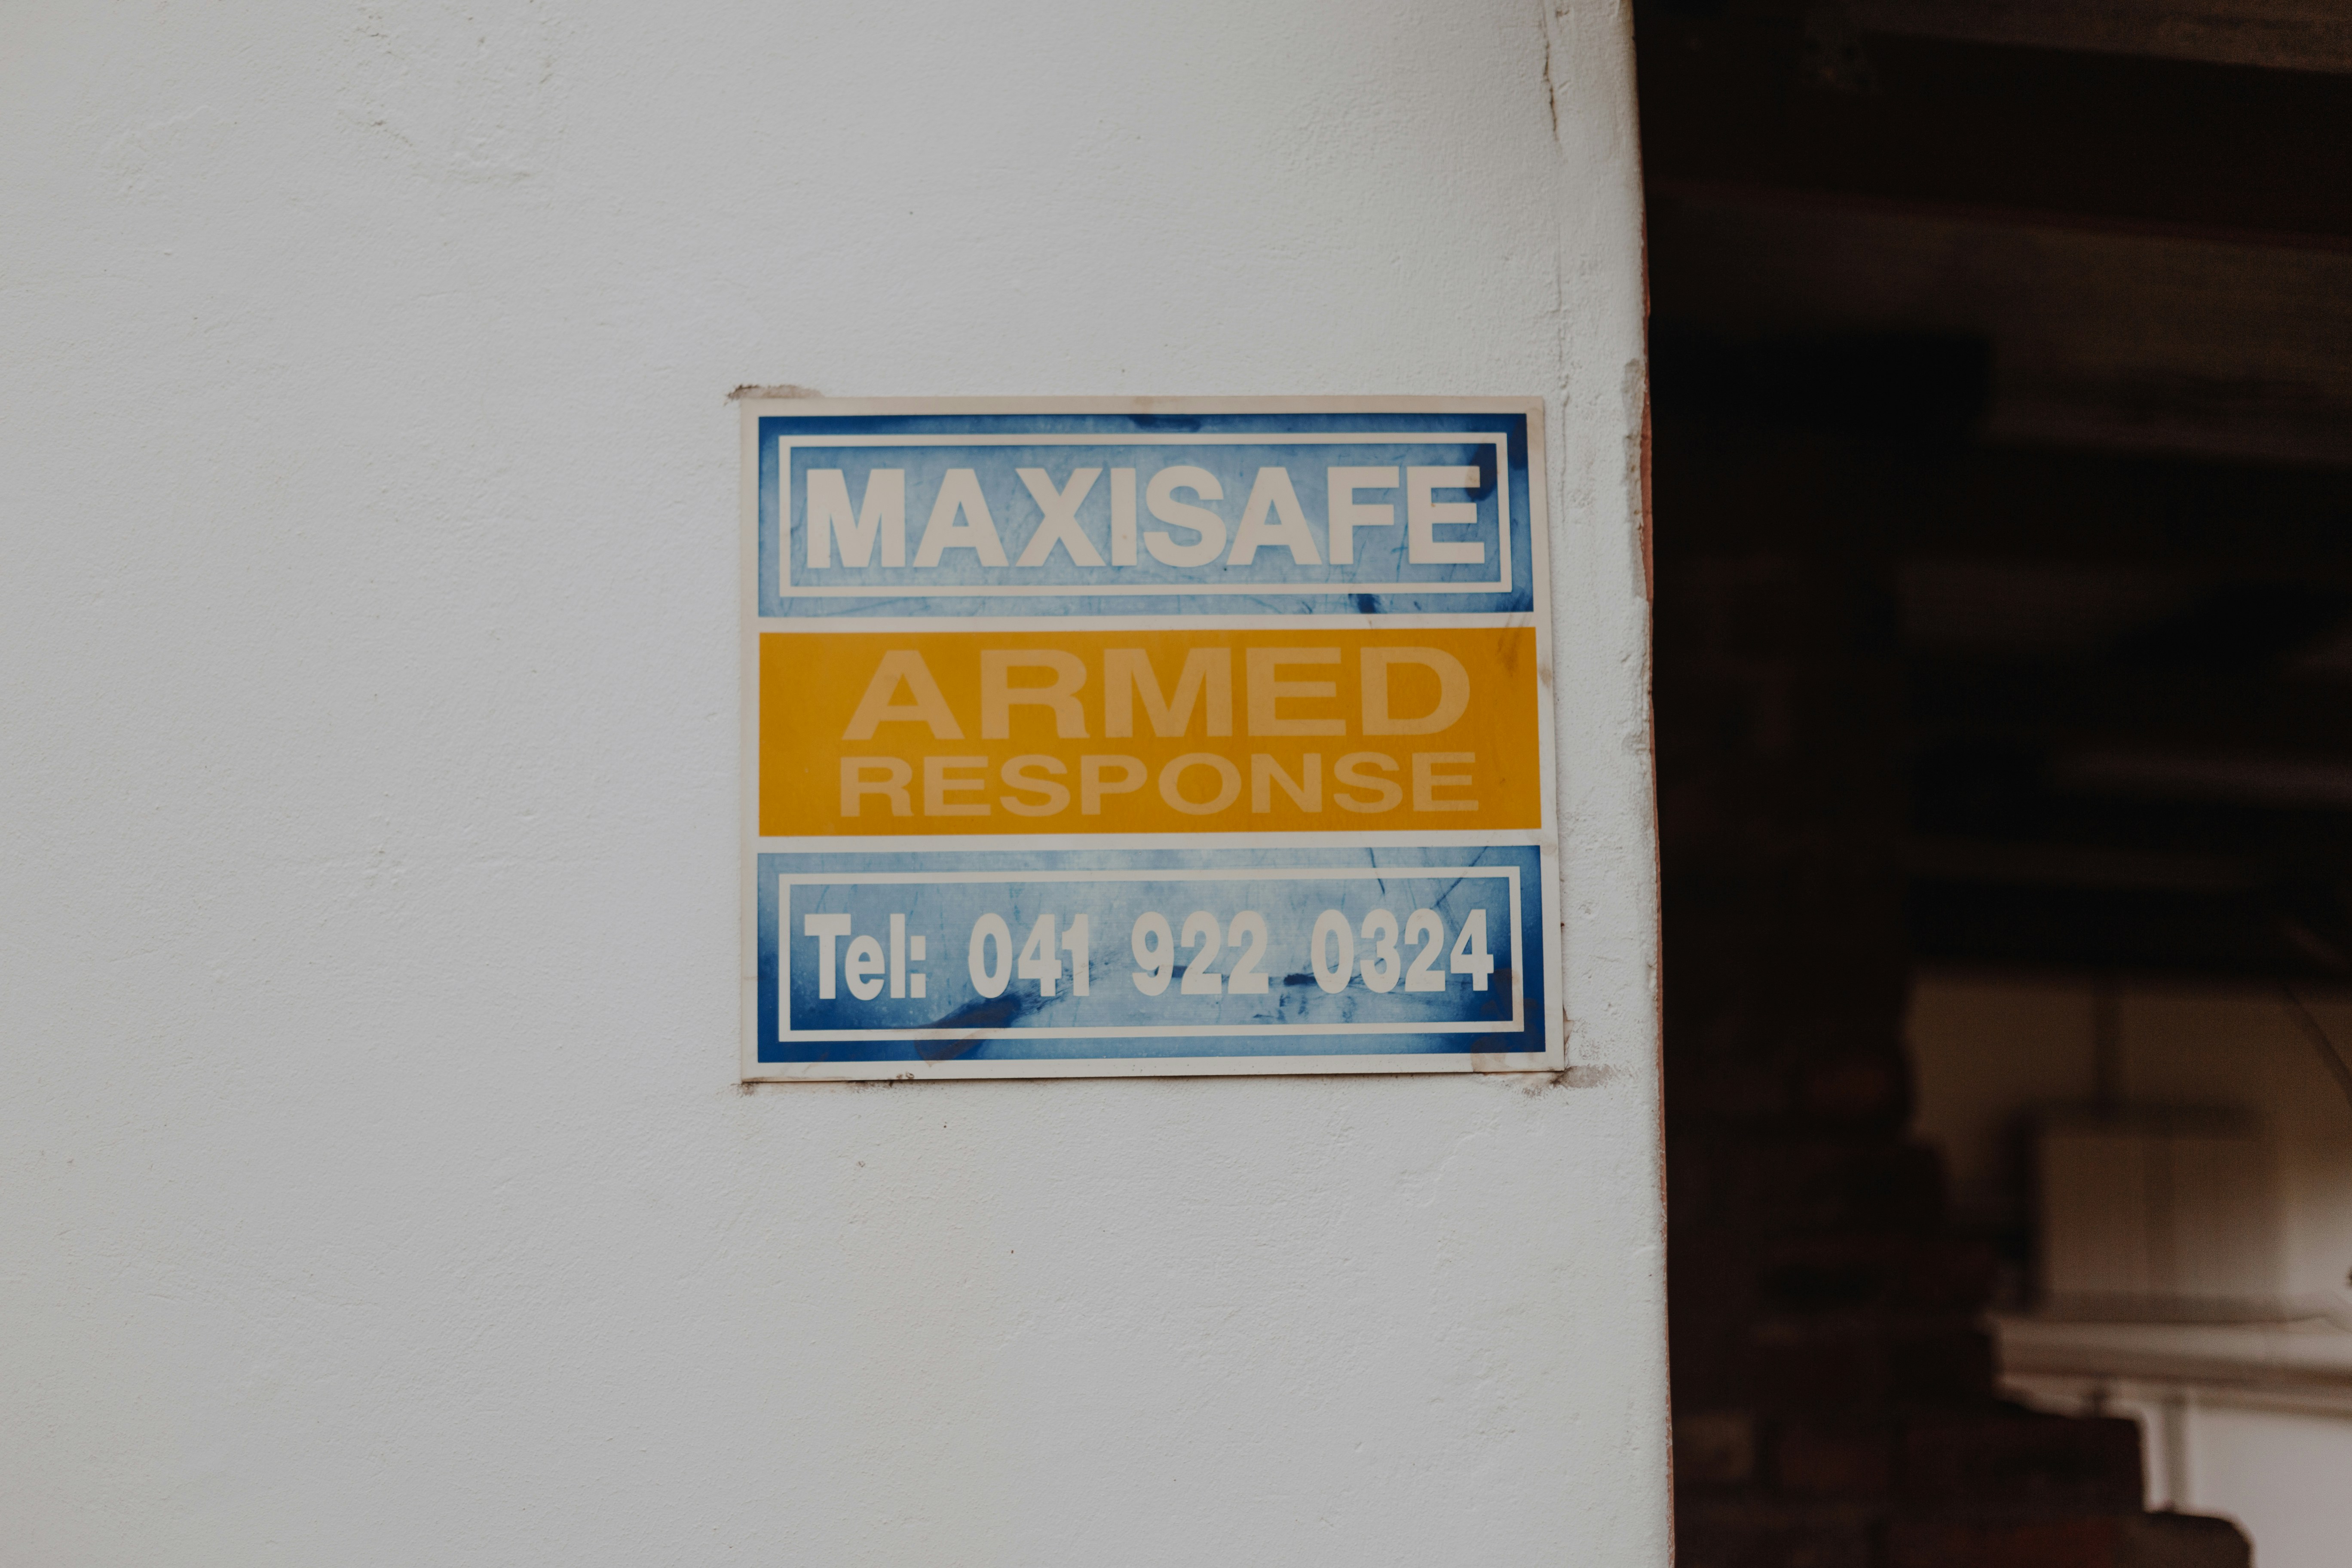 MAXISAFE
ARMED
RESPONSE
Tel: 041 922 0324